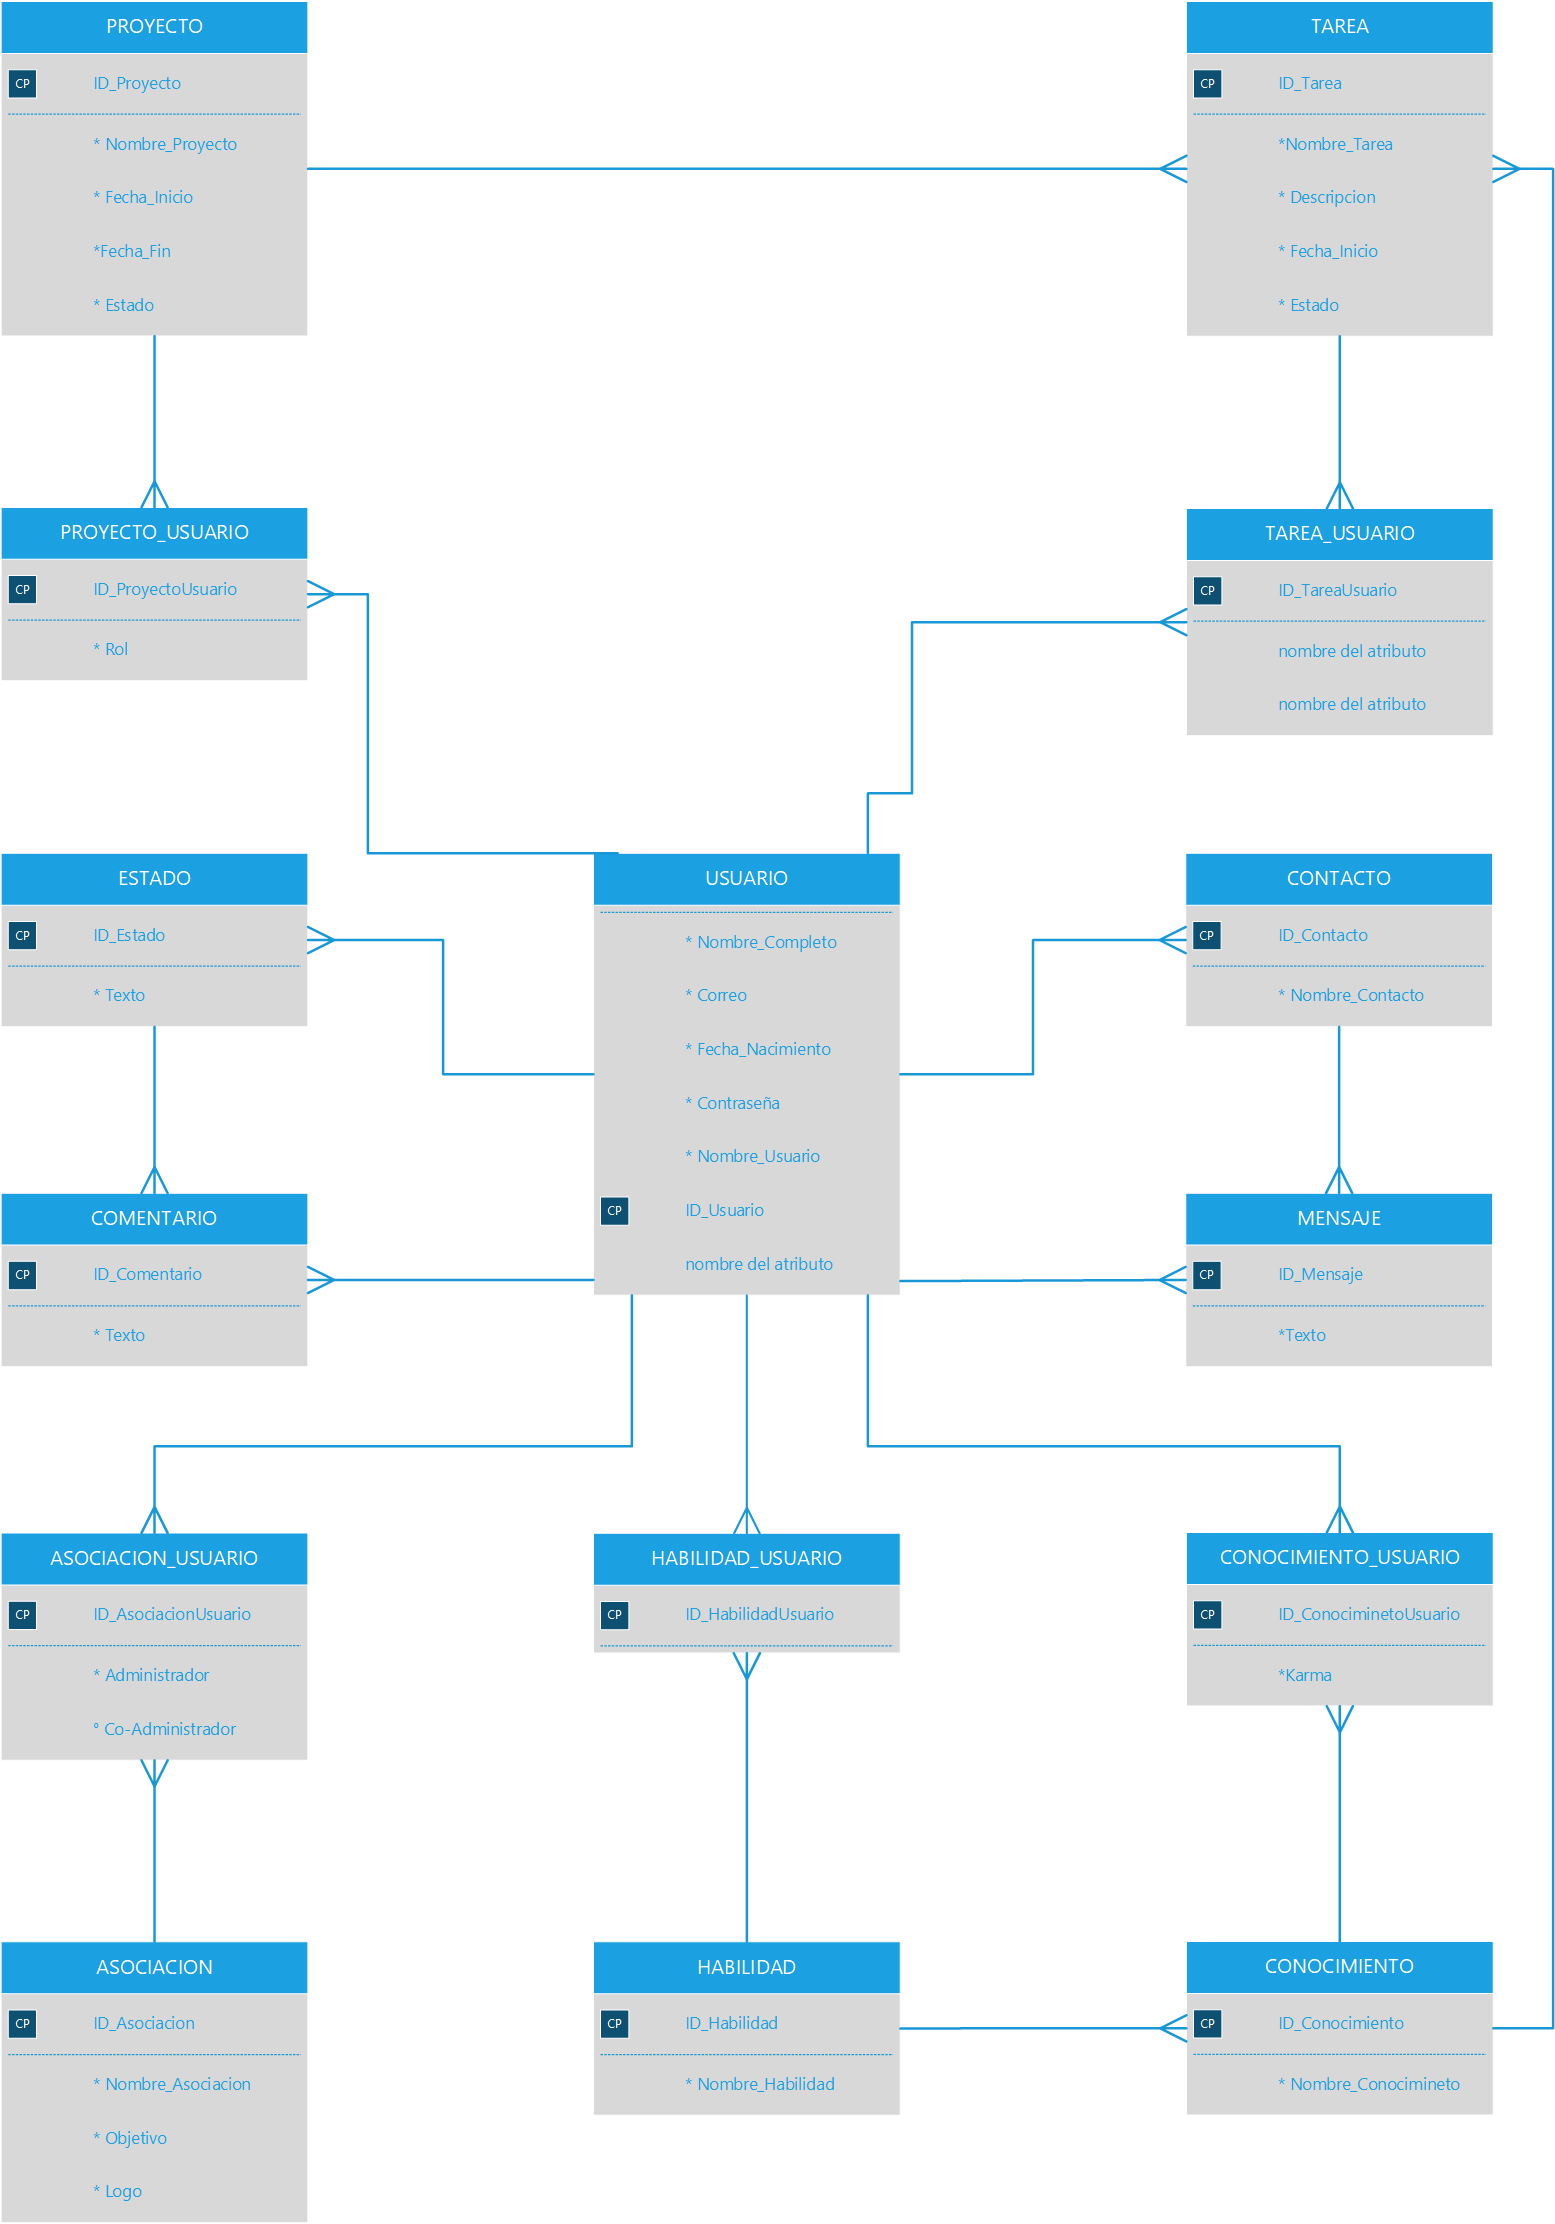 PROYECTO
CP ID_Proyecto
* Nombre_Proyecto
* Fecha_Inicio
*Fecha_Fin
* Estado
TAREA
CP ID_Tarea
*Nombre_Tarea
* Descripcion
* Fecha_Inicio
* Estado
PROYECTO_USUARIO
CP ID_ProyectoUsuario
* Rol
TAREA_USUARIO
CP ID_TareaUsuario
nombre del atributo
nombre del atributo
ESTADO
CP ID_Estado
* Texto
USUARIO
* Nombre_Completo
* Correo
* Fecha_Nacimiento
* Contraseña
* Nombre_Usuario
CP ID_Usuario
nombre del atributo
CONTACTO
CP ID_Contacto
* Nombre_Contacto
COMENTARIO
CP ID_Comentario
* Texto
MENSAJE
CP ID_Mensaje
*Texto
ASOCIACION_USUARIO
CP ID_AsociacionUsuario
* Administrador
° Co-Administrador
HABILIDAD_USUARIO
CP ID_HabilidadUsuario
CONOCIMIENTO_USUARIO
CP ID_ConociminetoUsuario
*Karma
ASOCIACION
CP ID_Asociacion
* Nombre_Asociacion
* Objetivo
* Logo
HABILIDAD
CP ID_Habilidad
* Nombre_Habilidad
CONOCIMIENTO
CP ID_Conocimiento
* Nombre_Conocimineto